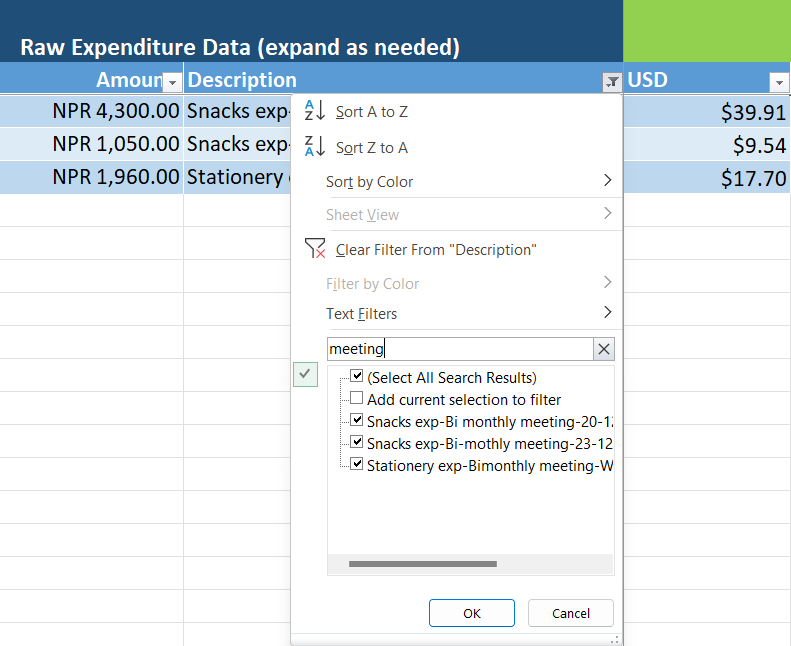 Raw Expenditure Data (expand as needed)
Amoun Description USD
NPR 4,300.00 Snacks exp- $39.91
NPR 1,050.00 Snacks exp- $9.54
NPR 1,960.00 Stationery $17.70
Sort A to Z
Sort Z to A
Sort by Color
Sheet View
Clear Filter From "Description"
Filter by Color
Text Filters
meeting
(Select All Search Results)
Add current selection to filter
Snacks exp-Bi monthly meeting-20-12
Snacks exp-Bi-mothly meeting-23-12
Stationery exp-Bimonthly meeting-W
OK Cancel